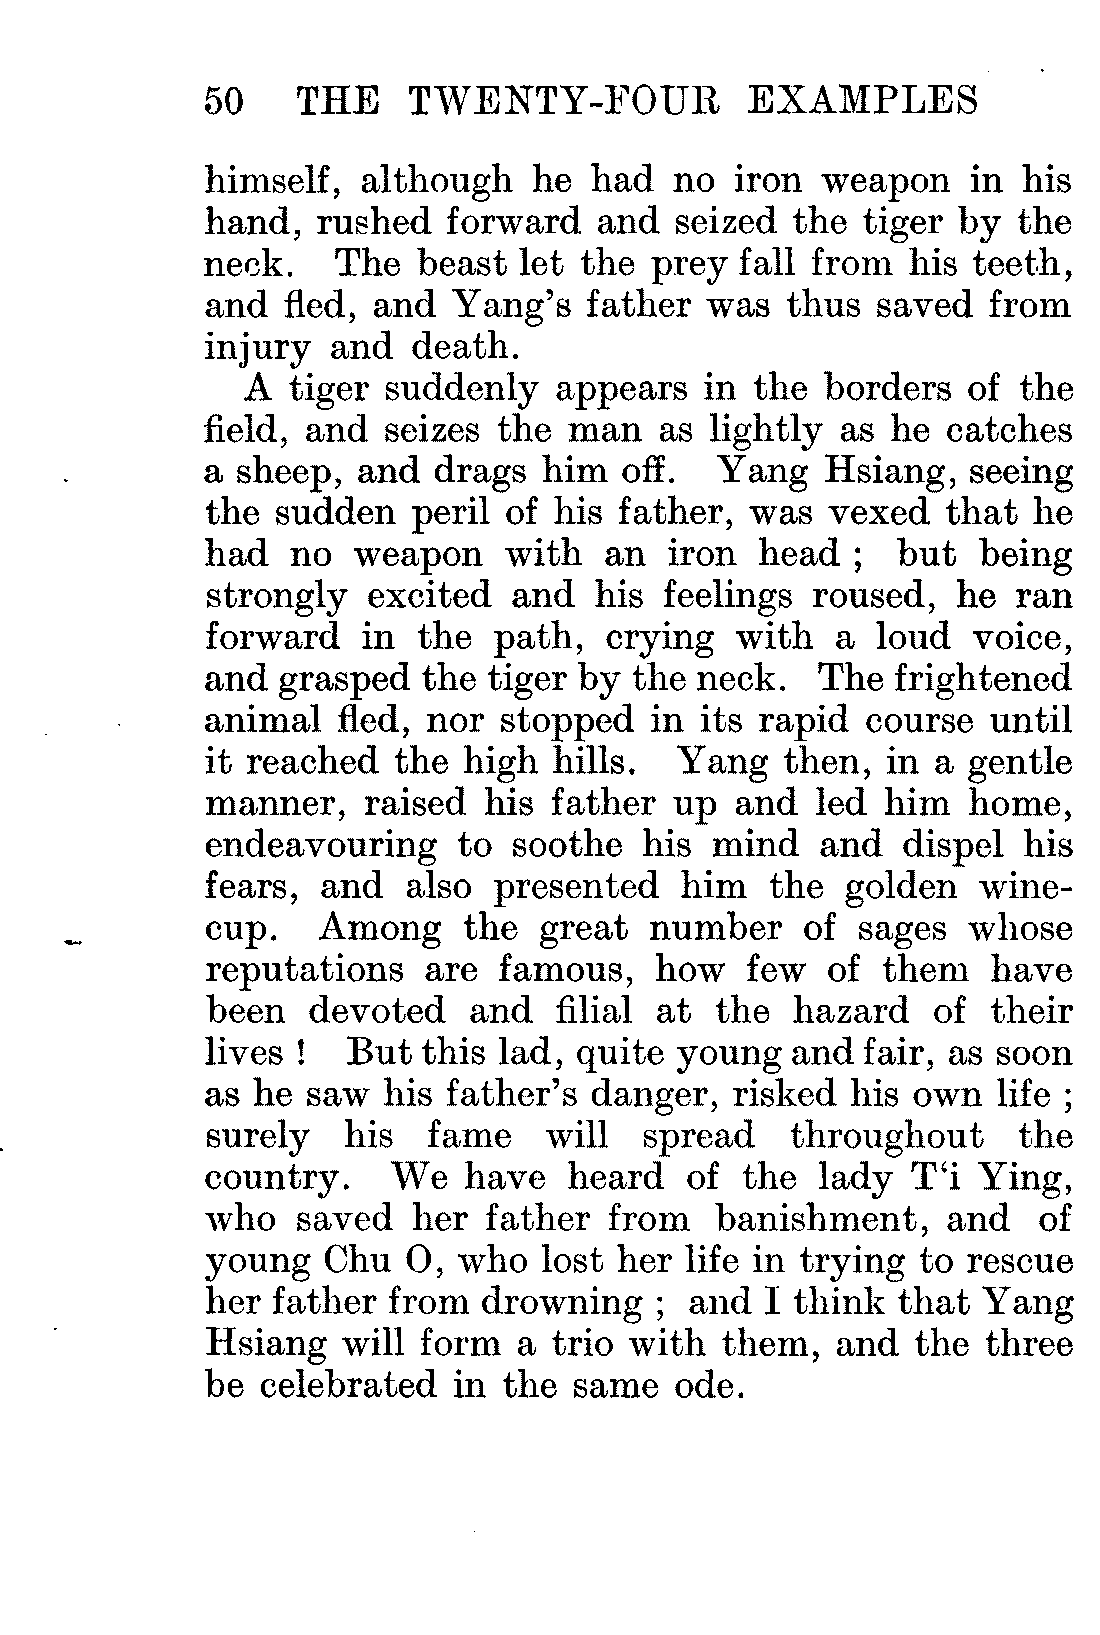 50 THE TWENTY-FOUR EXAMPLES
himself, although he had no iron weapon in his
hand, rushed forward and seized the tiger by the
neck. The beast let the prey fall from his teeth,
and fled, and Yang's father was thus saved from
injury and death.
A tiger suddenly appears in the borders of the
field, and seizes the man as lightly as he catches
a sheep, and drags him off. Yang Hsiang, seeing
the sudden peril of his father, was vexed that he
had no weapon with an iron head ; but being
strongly excited and his feelings roused, he ran
forward in the path, crying with a loud voice,
and grasped the tiger by the neck. The frightened
animal fled, nor stopped in its rapid course until
it reached the high hills. Yang then, in a gentle
manner, raised his father up and led him home,
endeavouring to soothe his mind and dispel his
fears, and also presented him the golden wine-
cup. Among the great number of sages whose
reputations are famous, how few of them have
been devoted and filial at the hazard of their
lives ! But this lad, quite young and fair, as soon
as he saw his father's danger, risked his own life ;
surely his fame will spread throughout the
country. We have heard of the lady T‘i Ying,
who saved her father from banishment, and of
young Chu O, who lost her life in trying to rescue
her father from drowning ; and I think that Yang
Hsiang will form a trio with them, and the three
be celebrated in the same ode.